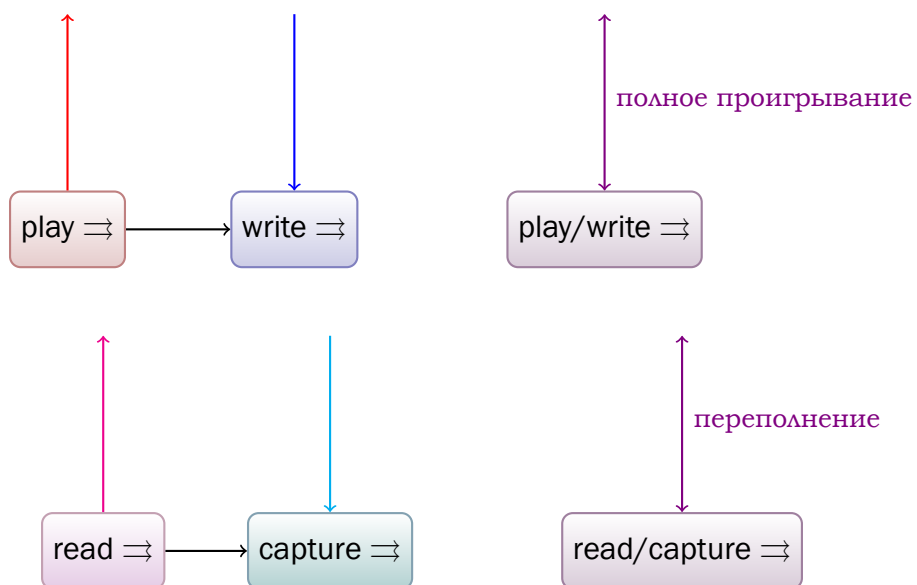 полное проигрывание
play ⇉
write ⇉
play/write ⇉
переполнение
read ⇉
capture ⇉
read/capture ⇉